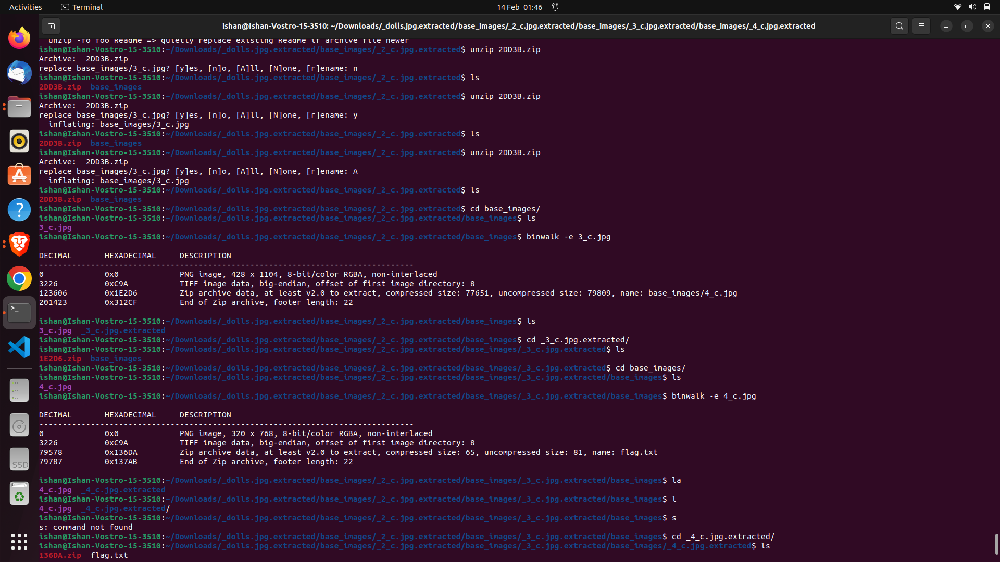 Activities
Terminal
14 Feb 01:46
ishan@Ishan-Vostro-15-3510: ~/Downloads/_dolls.jpg.extracted/base_images/_2_c.jpg.extracted/base_images/_3_c.jpg.extracted/base_images/_4_c.jpg.extracted
unzip -fo foo ReadMe => quietly replace existing ReadMe if archive file newer
ishan@Ishan-Vostro-15-3510:~/Downloads/_dolls.jpg.extracted/base_images/_2_c.jpg.extracted$ unzip 2DD3B.zip
Archive:  2DD3B.zip
replace base_images/3_c.jpg? [y]es, [n]o, [A]ll, [N]one, [r]ename: n
ishan@Ishan-Vostro-15-3510:~/Downloads/_dolls.jpg.extracted/base_images/_2_c.jpg.extracted$ ls
2DD3B.zip  base_images
ishan@Ishan-Vostro-15-3510:~/Downloads/_dolls.jpg.extracted/base_images/_2_c.jpg.extracted$ unzip 2DD3B.zip
Archive:  2DD3B.zip
replace base_images/3_c.jpg? [y]es, [n]o, [A]ll, [N]one, [r]ename: y
  inflating: base_images/3_c.jpg
ishan@Ishan-Vostro-15-3510:~/Downloads/_dolls.jpg.extracted/base_images/_2_c.jpg.extracted$ ls
2DD3B.zip  base_images
ishan@Ishan-Vostro-15-3510:~/Downloads/_dolls.jpg.extracted/base_images/_2_c.jpg.extracted$ unzip 2DD3B.zip
Archive:  2DD3B.zip
replace base_images/3_c.jpg? [y]es, [n]o, [A]ll, [N]one, [r]ename: A
  inflating: base_images/3_c.jpg
ishan@Ishan-Vostro-15-3510:~/Downloads/_dolls.jpg.extracted/base_images/_2_c.jpg.extracted$ ls
2DD3B.zip  base_images
ishan@Ishan-Vostro-15-3510:~/Downloads/_dolls.jpg.extracted/base_images/_2_c.jpg.extracted$ cd base_images/
ishan@Ishan-Vostro-15-3510:~/Downloads/_dolls.jpg.extracted/base_images/_2_c.jpg.extracted/base_images$ ls
3_c.jpg
ishan@Ishan-Vostro-15-3510:~/Downloads/_dolls.jpg.extracted/base_images/_2_c.jpg.extracted/base_images$ binwalk -e 3_c.jpg
DECIMAL       HEXADECIMAL     DESCRIPTION
--------------------------------------------------------------------------------
0             0x0             PNG image, 428 x 1104, 8-bit/color RGBA, non-interlaced
3226          0xC9A           TIFF image data, big-endian, offset of first image directory: 8
123606        0x1E2D6         Zip archive data, at least v2.0 to extract, compressed size: 77651, uncompressed size: 79809, name: base_images/4_c.jpg
201423        0x312CF         End of Zip archive, footer length: 22
ishan@Ishan-Vostro-15-3510:~/Downloads/_dolls.jpg.extracted/base_images/_2_c.jpg.extracted/base_images$ ls
3_c.jpg  _3_c.jpg.extracted
ishan@Ishan-Vostro-15-3510:~/Downloads/_dolls.jpg.extracted/base_images/_2_c.jpg.extracted/base_images$ cd _3_c.jpg.extracted/
ishan@Ishan-Vostro-15-3510:~/Downloads/_dolls.jpg.extracted/base_images/_2_c.jpg.extracted/base_images/_3_c.jpg.extracted$ ls
1E2D6.zip  base_images
ishan@Ishan-Vostro-15-3510:~/Downloads/_dolls.jpg.extracted/base_images/_2_c.jpg.extracted/base_images/_3_c.jpg.extracted$ cd base_images/
ishan@Ishan-Vostro-15-3510:~/Downloads/_dolls.jpg.extracted/base_images/_2_c.jpg.extracted/base_images/_3_c.jpg.extracted/base_images$ ls
4_c.jpg
ishan@Ishan-Vostro-15-3510:~/Downloads/_dolls.jpg.extracted/base_images/_2_c.jpg.extracted/base_images/_3_c.jpg.extracted/base_images$ binwalk -e 4_c.jpg
DECIMAL       HEXADECIMAL     DESCRIPTION
--------------------------------------------------------------------------------
0             0x0             PNG image, 320 x 768, 8-bit/color RGBA, non-interlaced
3226          0xC9A           TIFF image data, big-endian, offset of first image directory: 8
79578         0x136DA         Zip archive data, at least v2.0 to extract, compressed size: 65, uncompressed size: 81, name: flag.txt
79787         0x137AB         End of Zip archive, footer length: 22
ishan@Ishan-Vostro-15-3510:~/Downloads/_dolls.jpg.extracted/base_images/_2_c.jpg.extracted/base_images/_3_c.jpg.extracted/base_images$ la
4_c.jpg  _4_c.jpg.extracted
ishan@Ishan-Vostro-15-3510:~/Downloads/_dolls.jpg.extracted/base_images/_2_c.jpg.extracted/base_images/_3_c.jpg.extracted/base_images$ l
4_c.jpg  _4_c.jpg.extracted/
ishan@Ishan-Vostro-15-3510:~/Downloads/_dolls.jpg.extracted/base_images/_2_c.jpg.extracted/base_images/_3_c.jpg.extracted/base_images$ s
s: command not found
ishan@Ishan-Vostro-15-3510:~/Downloads/_dolls.jpg.extracted/base_images/_2_c.jpg.extracted/base_images/_3_c.jpg.extracted/base_images$ cd _4_c.jpg.extracted/
ishan@Ishan-Vostro-15-3510:~/Downloads/_dolls.jpg.extracted/base_images/_2_c.jpg.extracted/base_images/_3_c.jpg.extracted/base_images/_4_c.jpg.extracted$ ls
136DA.zip  flag.txt
SSD